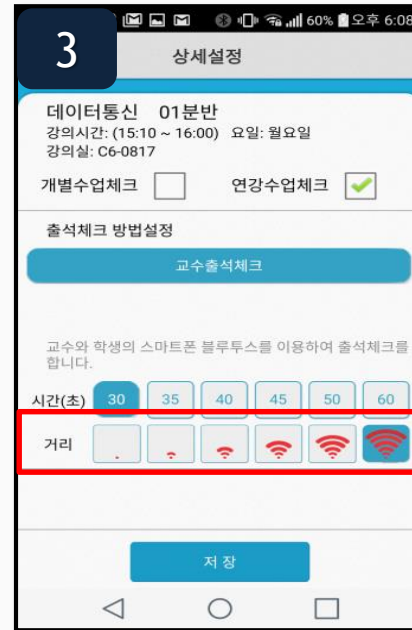 3
60% 오후 6:08
상세설정
데이터통신 01분반
강의시간: (15:10 ~ 16:00) 요일: 월요일
강의실: C6-0817
개별수업체크 연강수업체크
출석체크 방법설정
교수출석체크
교수와 학생의 스마트폰 블루투스를 이용하여 출석체크를
합니다.
시간(초) 30 35 40 45 50 60
거리
저 장